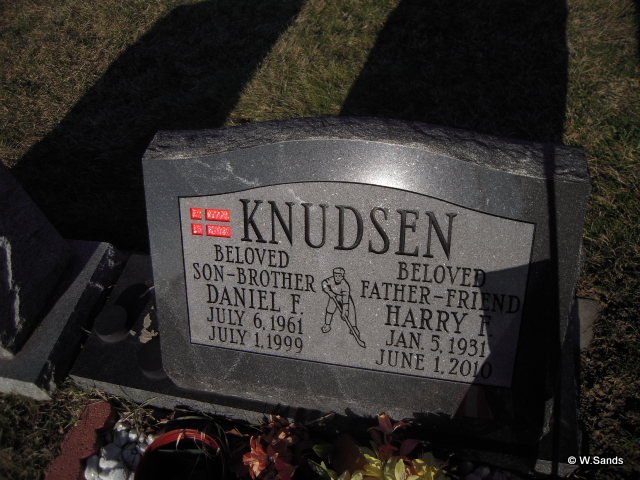 KNUDSEN
BELOVED
SON-BROTHER
DANIEL F.
JULY 6, 1961
JULY 1, 1999
BELOVED
FATHER-FRIEND
HARRY F.
JAN. 5, 1931
JUNE 1, 2010
© W.Sands